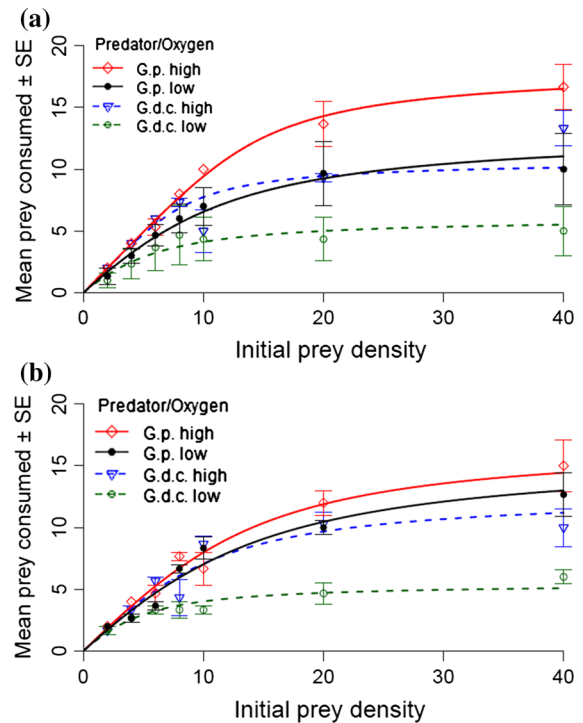 (a)
Predator/Oxygen
G.p. high
G.p. low
G.d.c. high
G.d.c. low
Mean prey consumed ± SE
0 5 10 15 20
0 10 20 30 40
Initial prey density
(b)
Predator/Oxygen
G.p. high
G.p. low
G.d.c. high
G.d.c. low
Mean prey consumed ± SE
0 5 10 15 20
0 10 20 30 40
Initial prey density